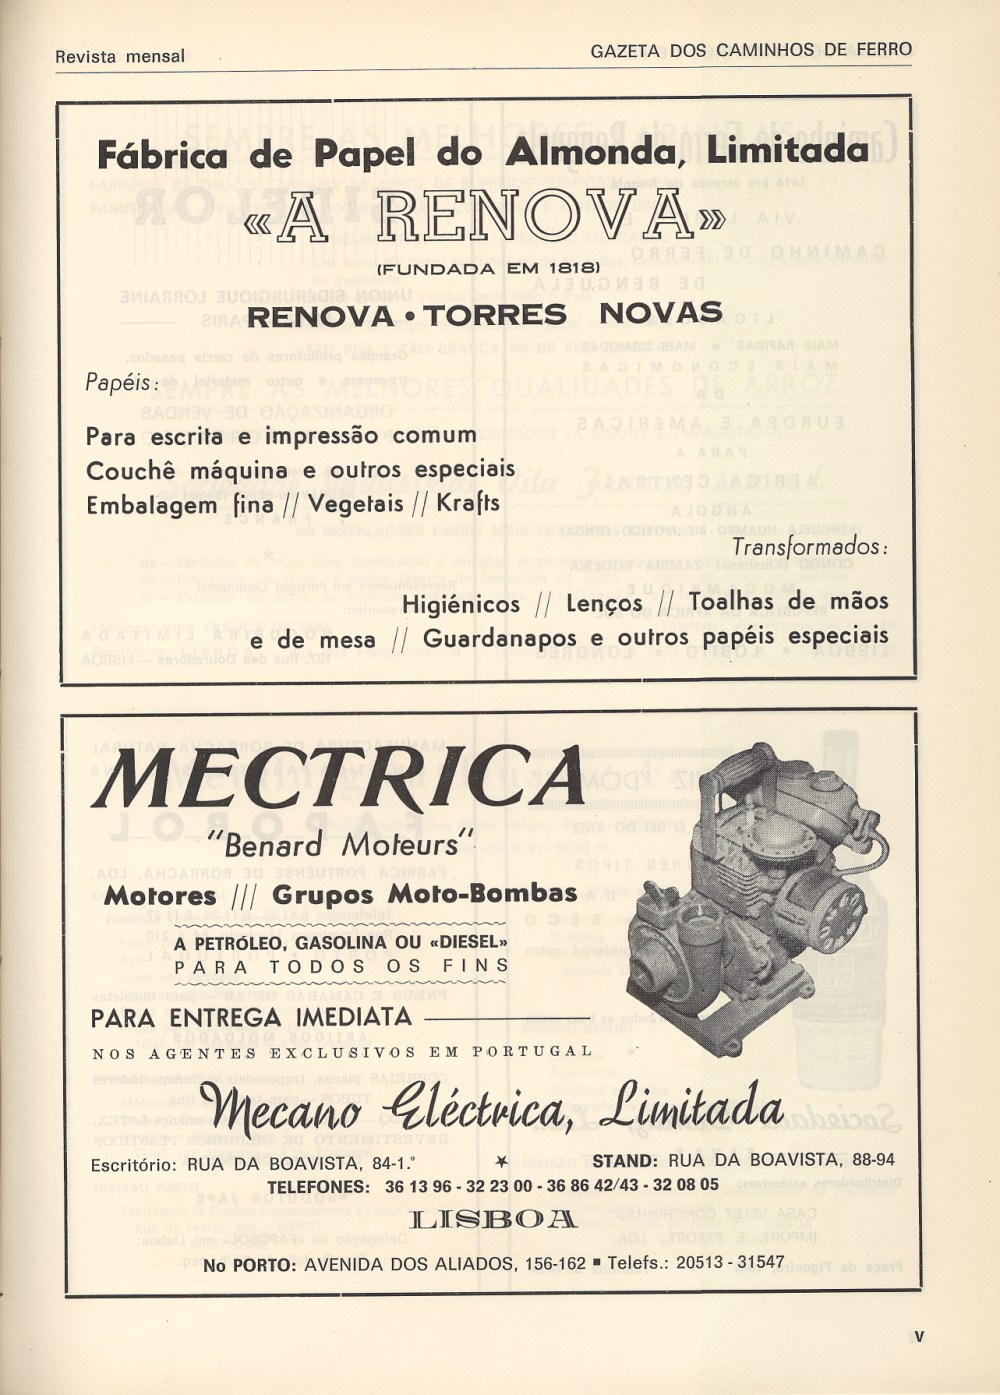 Revista mensal
GAZETA DOS CAMINHOS DE FERRO
Fábrica de Papel do Almonda, Limitada
«A RENOVA»
(FUNDADA EM 1818)
RENOVA • TORRES NOVAS
Papéis:
Para escrita e impressão comum
Couchê máquina e outros especiais
Embalagem fina // Vegetais // Krafts
Transformados:
Higiénicos // Lenços // Toalhas de mãos
e de mesa // Guardanapos e outros papéis especiais
MECTRICA
"Benard Moteurs"
Motores /// Grupos Moto-Bombas
A PETRÓLEO, GASOLINA OU «DIESEL»
PARA TODOS OS FINS
PARA ENTREGA IMEDIATA
NOS AGENTES EXCLUSIVOS EM PORTUGAL
Mecano Eléctrica, Limitada
Escritório: RUA DA BOAVISTA, 84-1.° ★ STAND: RUA DA BOAVISTA, 88-94
TELEFONES: 36 13 96 - 32 23 00 - 36 86 42/43 - 32 08 05
LISBOA
No PORTO: AVENIDA DOS ALIADOS, 156-162 ■ Telefs.: 20513 - 31547
V